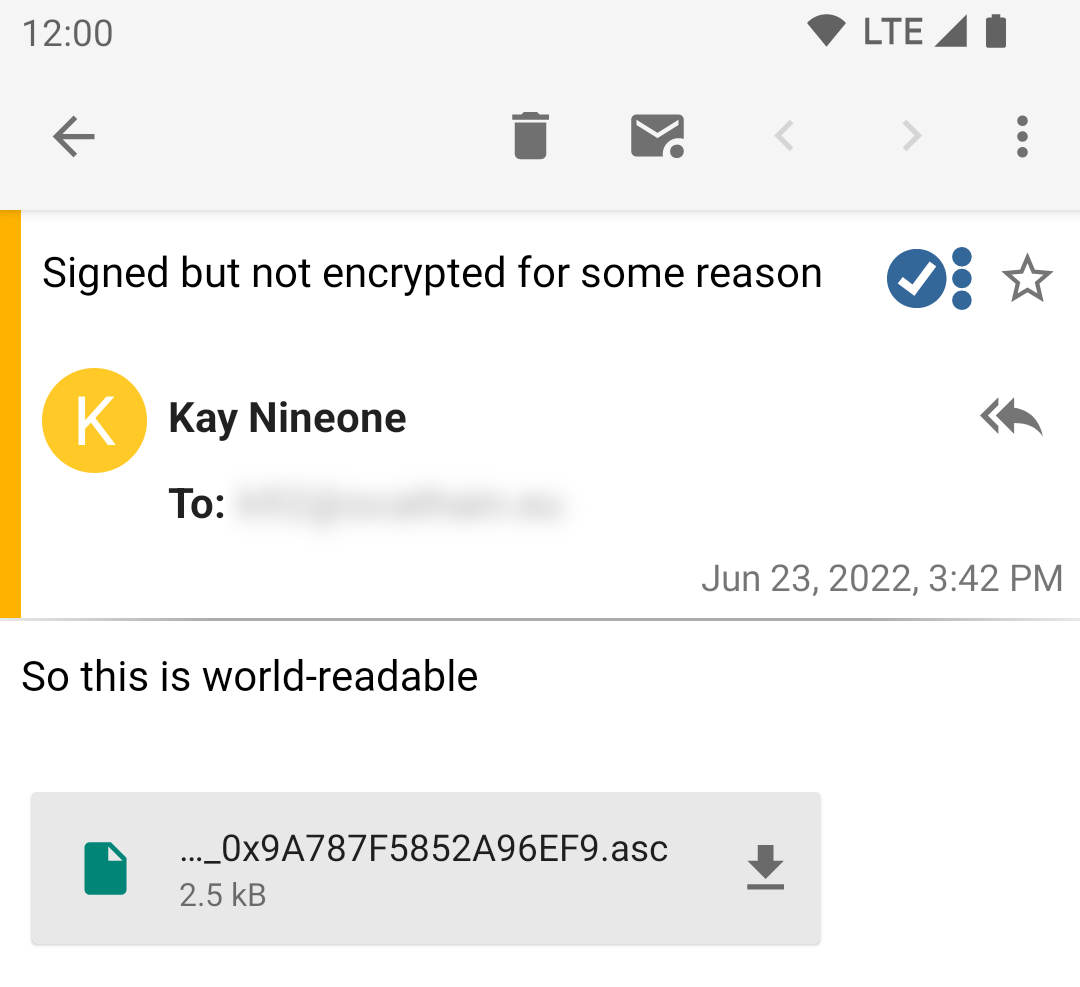 12:00 LTE
Signed but not encrypted for some reason
K
Kay Nineone
To:
Jun 23, 2022, 3:42 PM
So this is world-readable
..._0x9A787F5852A96EF9.asc
2.5 kB